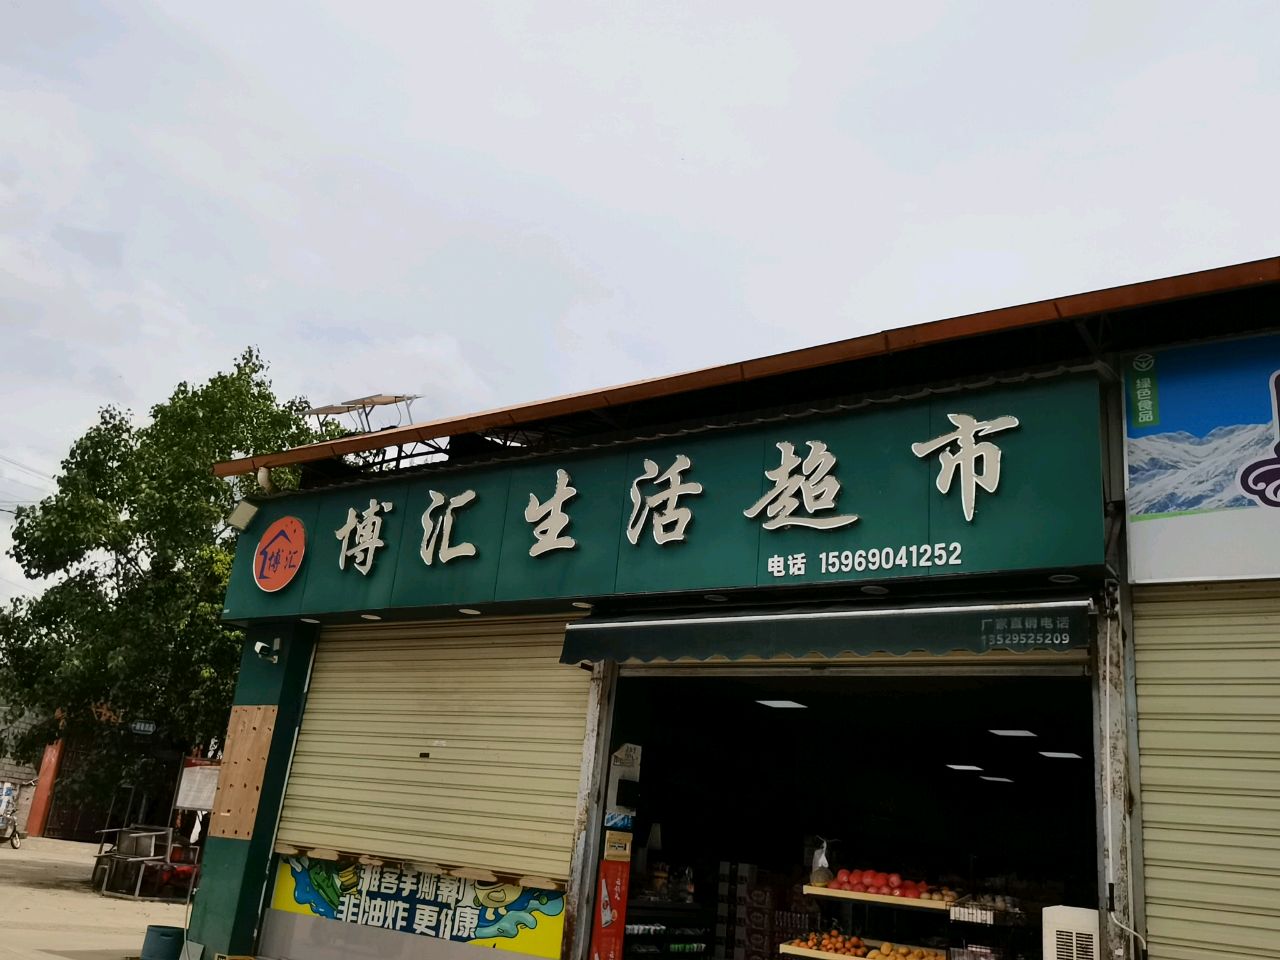 博汇生活超市
博汇
电话 15969041252
厂家直销电话
13529525209
绿色食品
非油炸 更健康